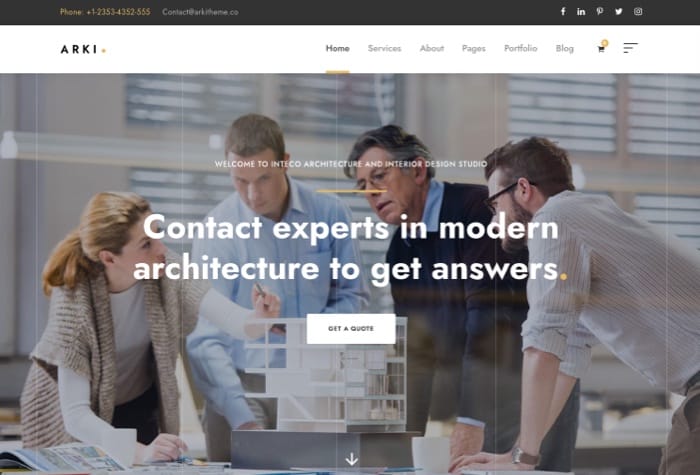 Phone: +1-2353-4352-555 Contact@arkitheme.co
ARKI.
Home Services About Pages Portfolio Blog
WELCOME TO INTECO ARCHITECTURE AND INTERIOR DESIGN STUDIO
Contact experts in modern
architecture to get answers.
GET A QUOTE